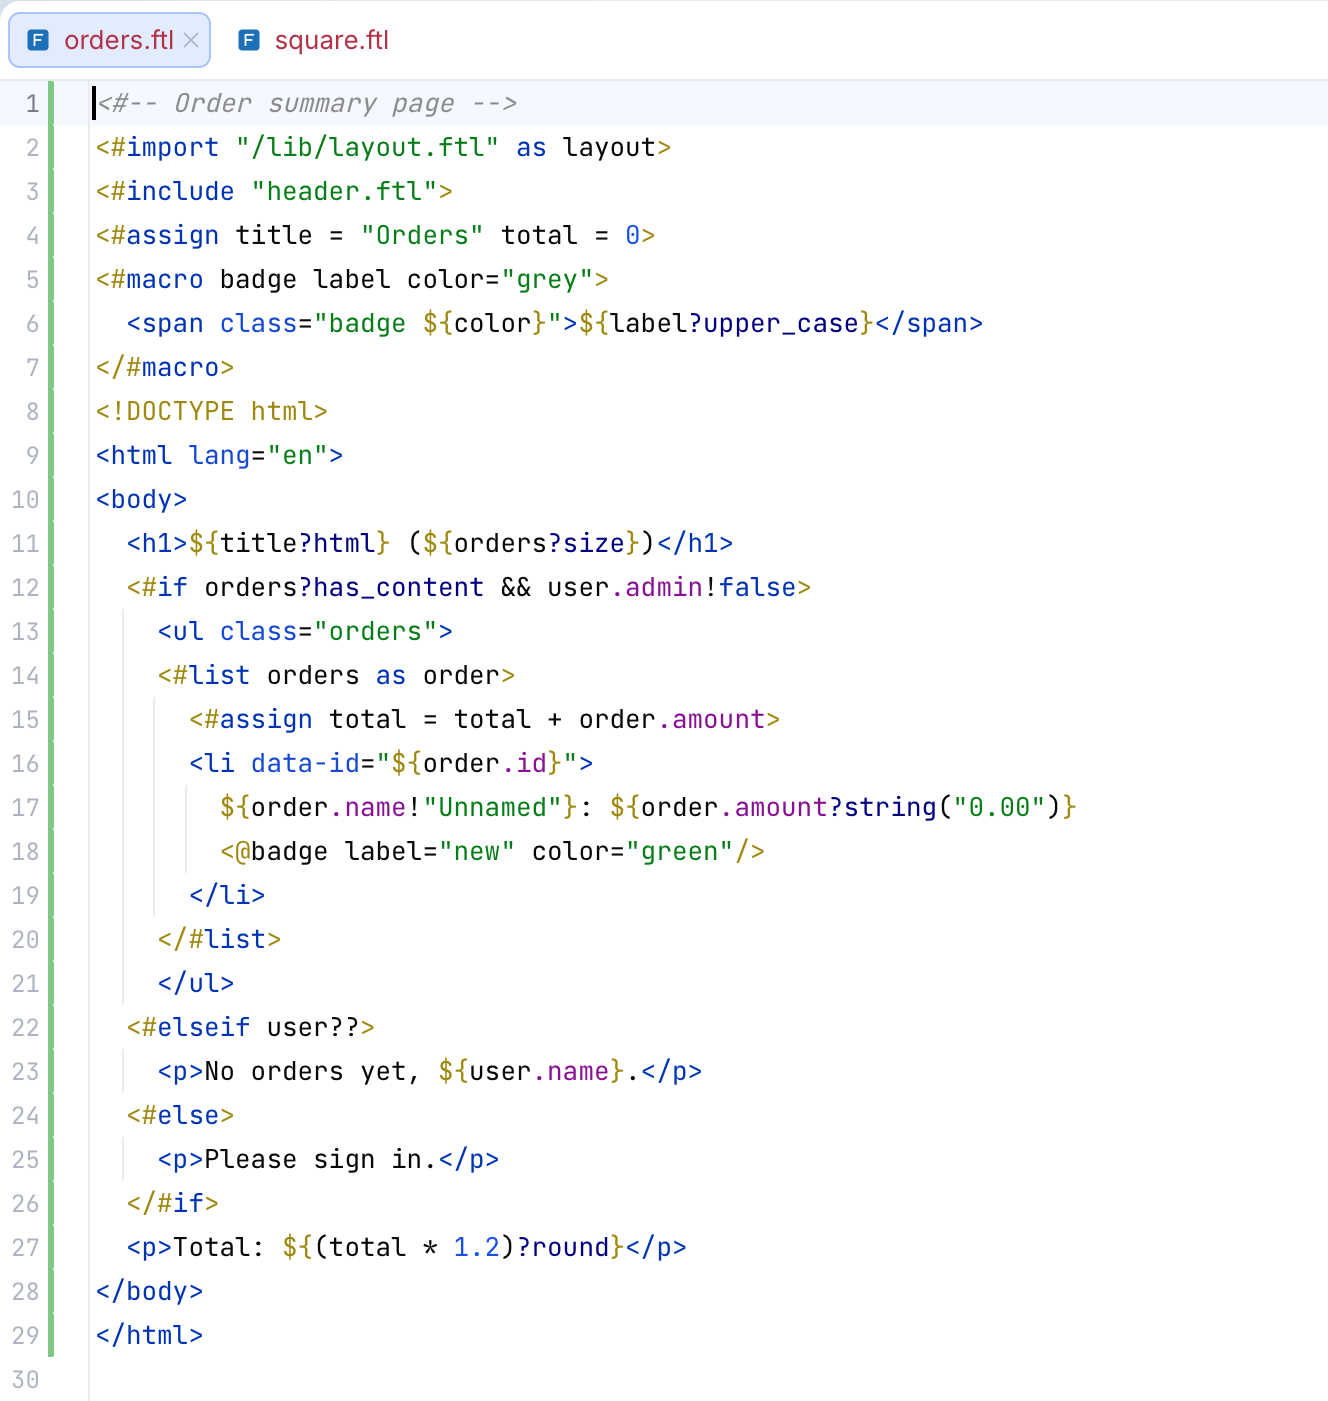 orders.ftl square.ftl
1 <#-- Order summary page -->
2 <#import "/lib/layout.ftl" as layout>
3 <#include "header.ftl">
4 <#assign title = "Orders" total = 0>
5 <#macro badge label color="grey">
6   <span class="badge ${color}">${label?upper_case}</span>
7 </#macro>
8 <!DOCTYPE html>
9 <html lang="en">
10 <body>
11   <h1>${title?html} (${orders?size})</h1>
12   <#if orders?has_content && user.admin!false>
13     <ul class="orders">
14     <#list orders as order>
15       <#assign total = total + order.amount>
16       <li data-id="${order.id}">
17         ${order.name!"Unnamed"}: ${order.amount?string("0.00")}
18         <@badge label="new" color="green"/>
19       </li>
20     </#list>
21     </ul>
22   <#elseif user??>
23     <p>No orders yet, ${user.name}.</p>
24   <#else>
25     <p>Please sign in.</p>
26   </#if>
27   <p>Total: ${(total * 1.2)?round}</p>
28 </body>
29 </html>
30